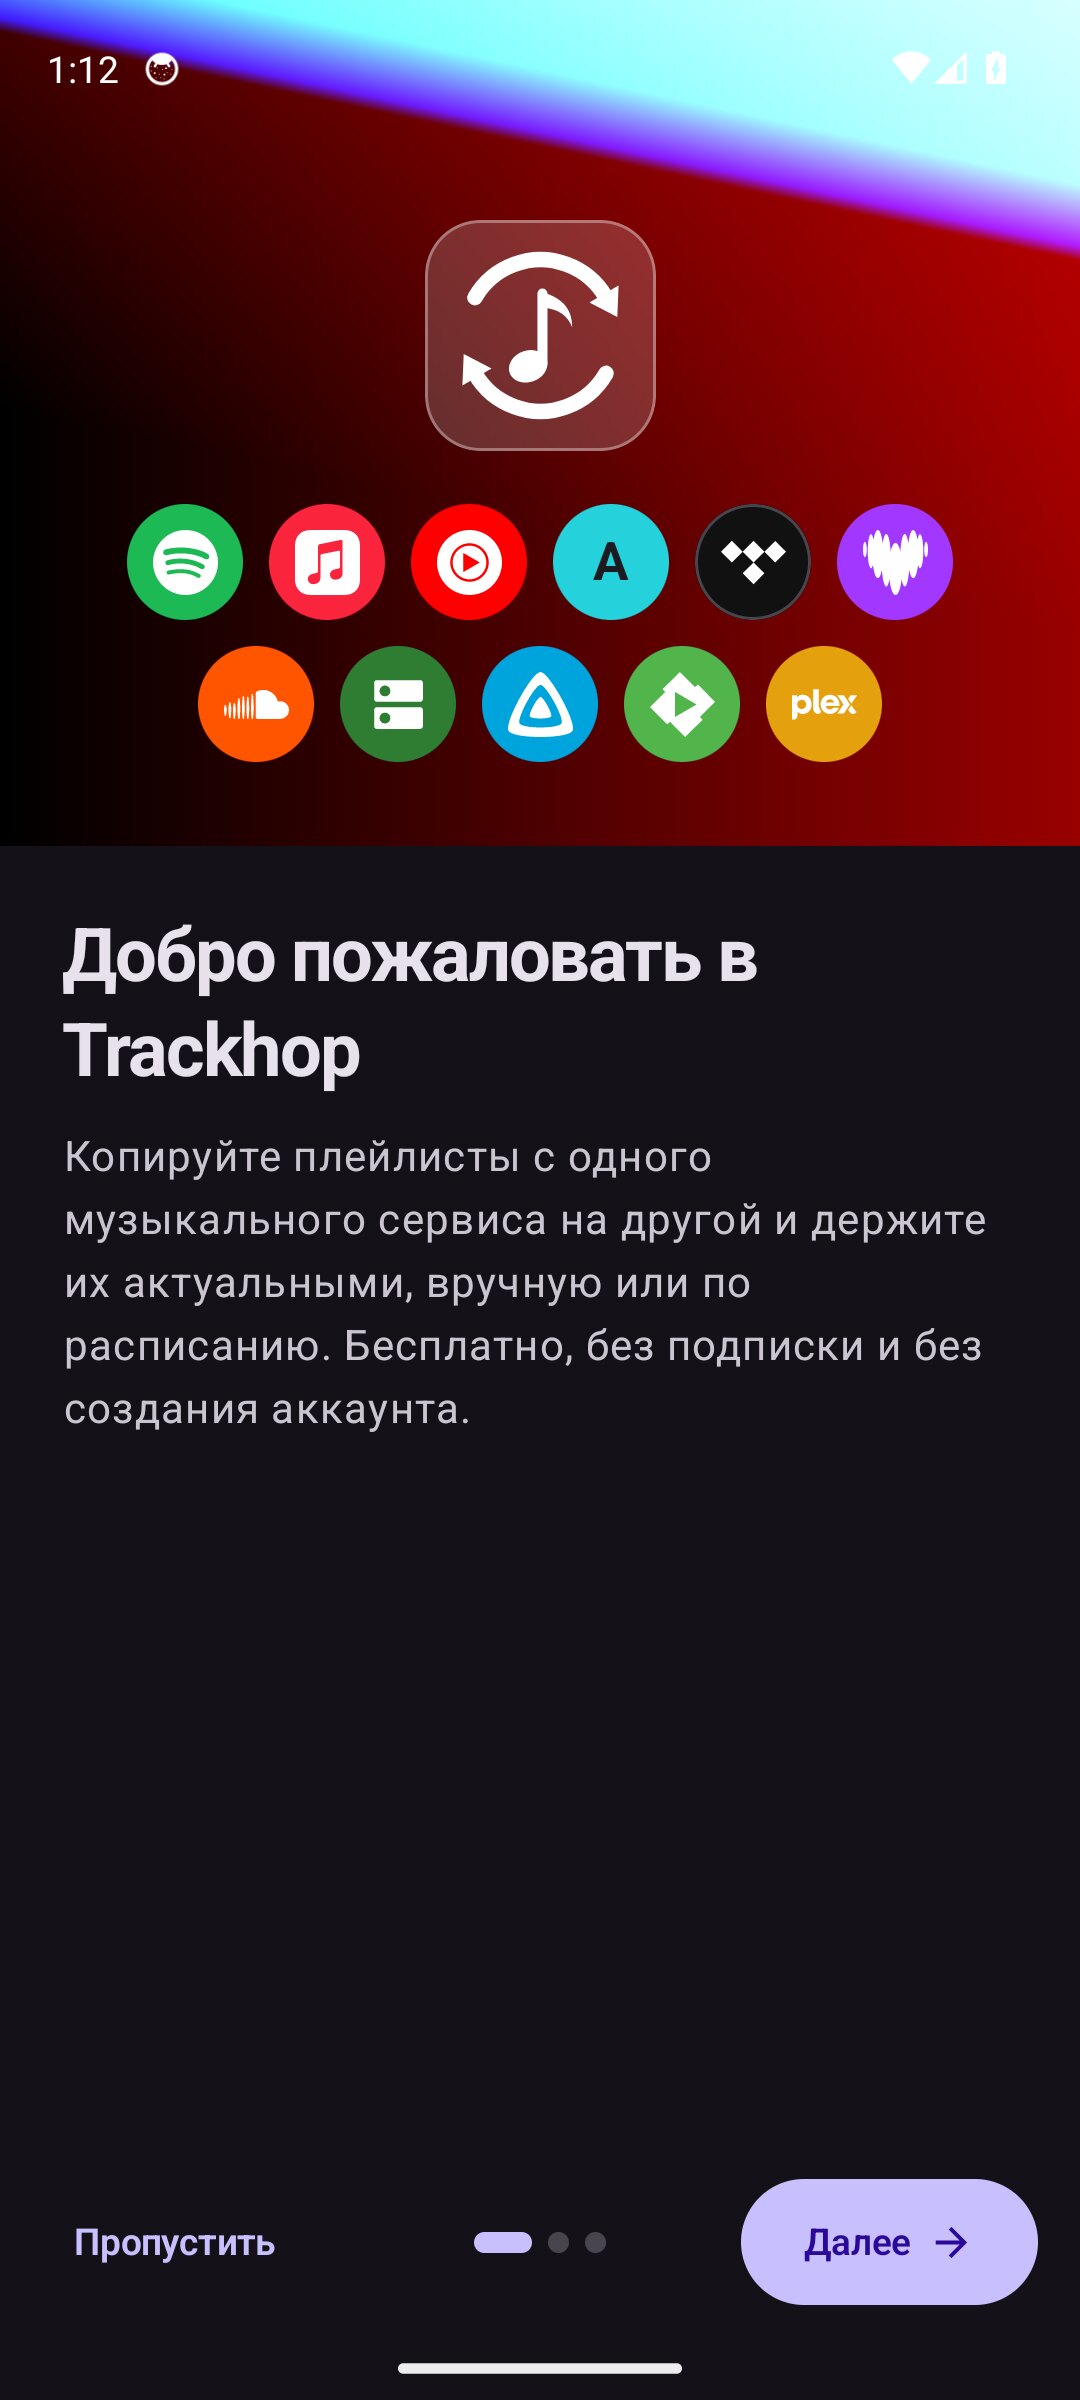 1:12
A
plex
Добро пожаловать в
Trackhop
Копируйте плейлисты с одного
музыкального сервиса на другой и держите
их актуальными, вручную или по
расписанию. Бесплатно, без подписки и без
создания аккаунта.
Пропустить
Далее